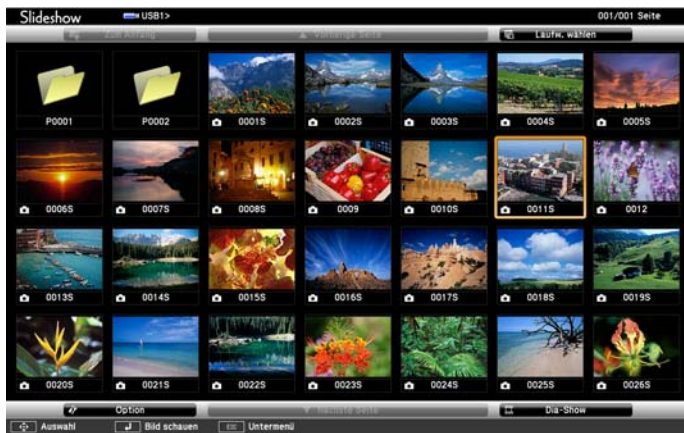 Slideshow USB1> 001/001 Seite
Zum Anfang ▲ Vorherige Seite Laufw. wählen
P0001 P0002 0001S 0002S 0003S 0004S 0005S
0006S 0007S 0008S 0009 0010S 0011S 0012
0013S 0014S 0015S 0016S 0017S 0018S 0019S
0020S 0021S 0022S 0023S 0024S 0025S 0026S
Option ▼ Nächste Seite Dia-Show
Auswahl Bild schauen ESC Untermenü